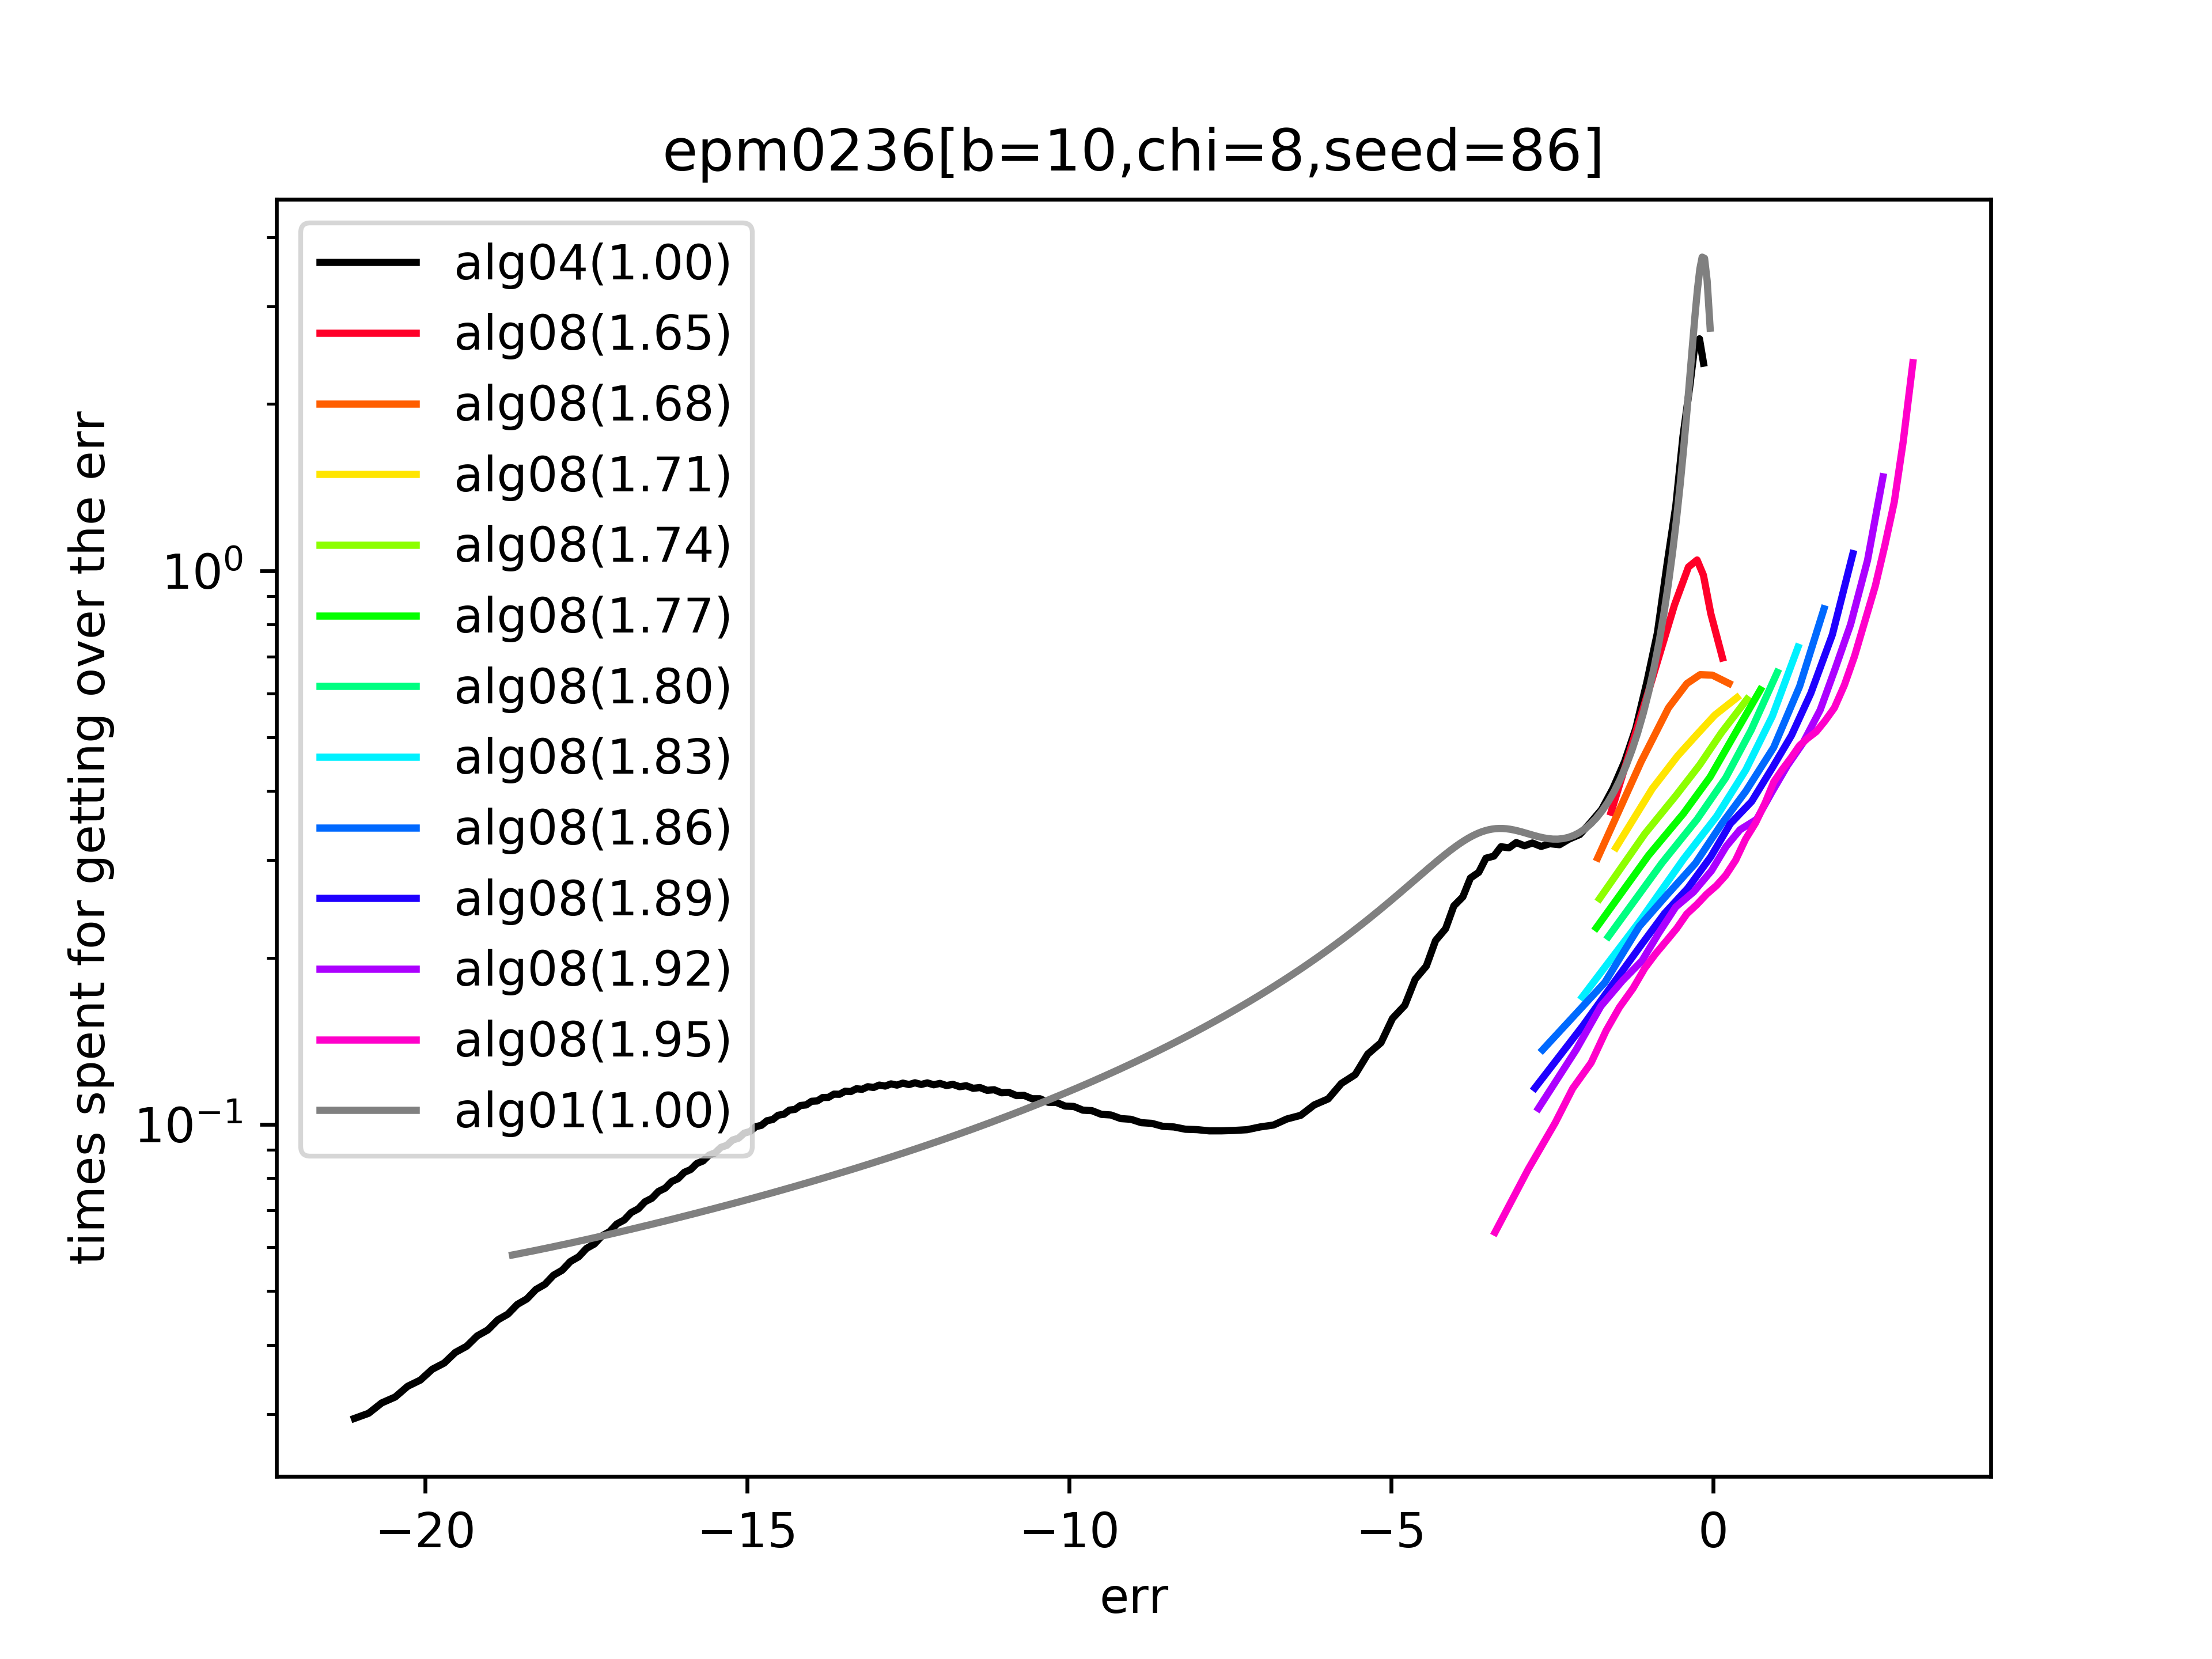 epm0236[b=10,chi=8,seed=86]
times spent for getting over the err
10⁰
10⁻¹
alg04(1.00)
alg08(1.65)
alg08(1.68)
alg08(1.71)
alg08(1.74)
alg08(1.77)
alg08(1.80)
alg08(1.83)
alg08(1.86)
alg08(1.89)
alg08(1.92)
alg08(1.95)
alg01(1.00)
−20 −15 −10 −5 0
err